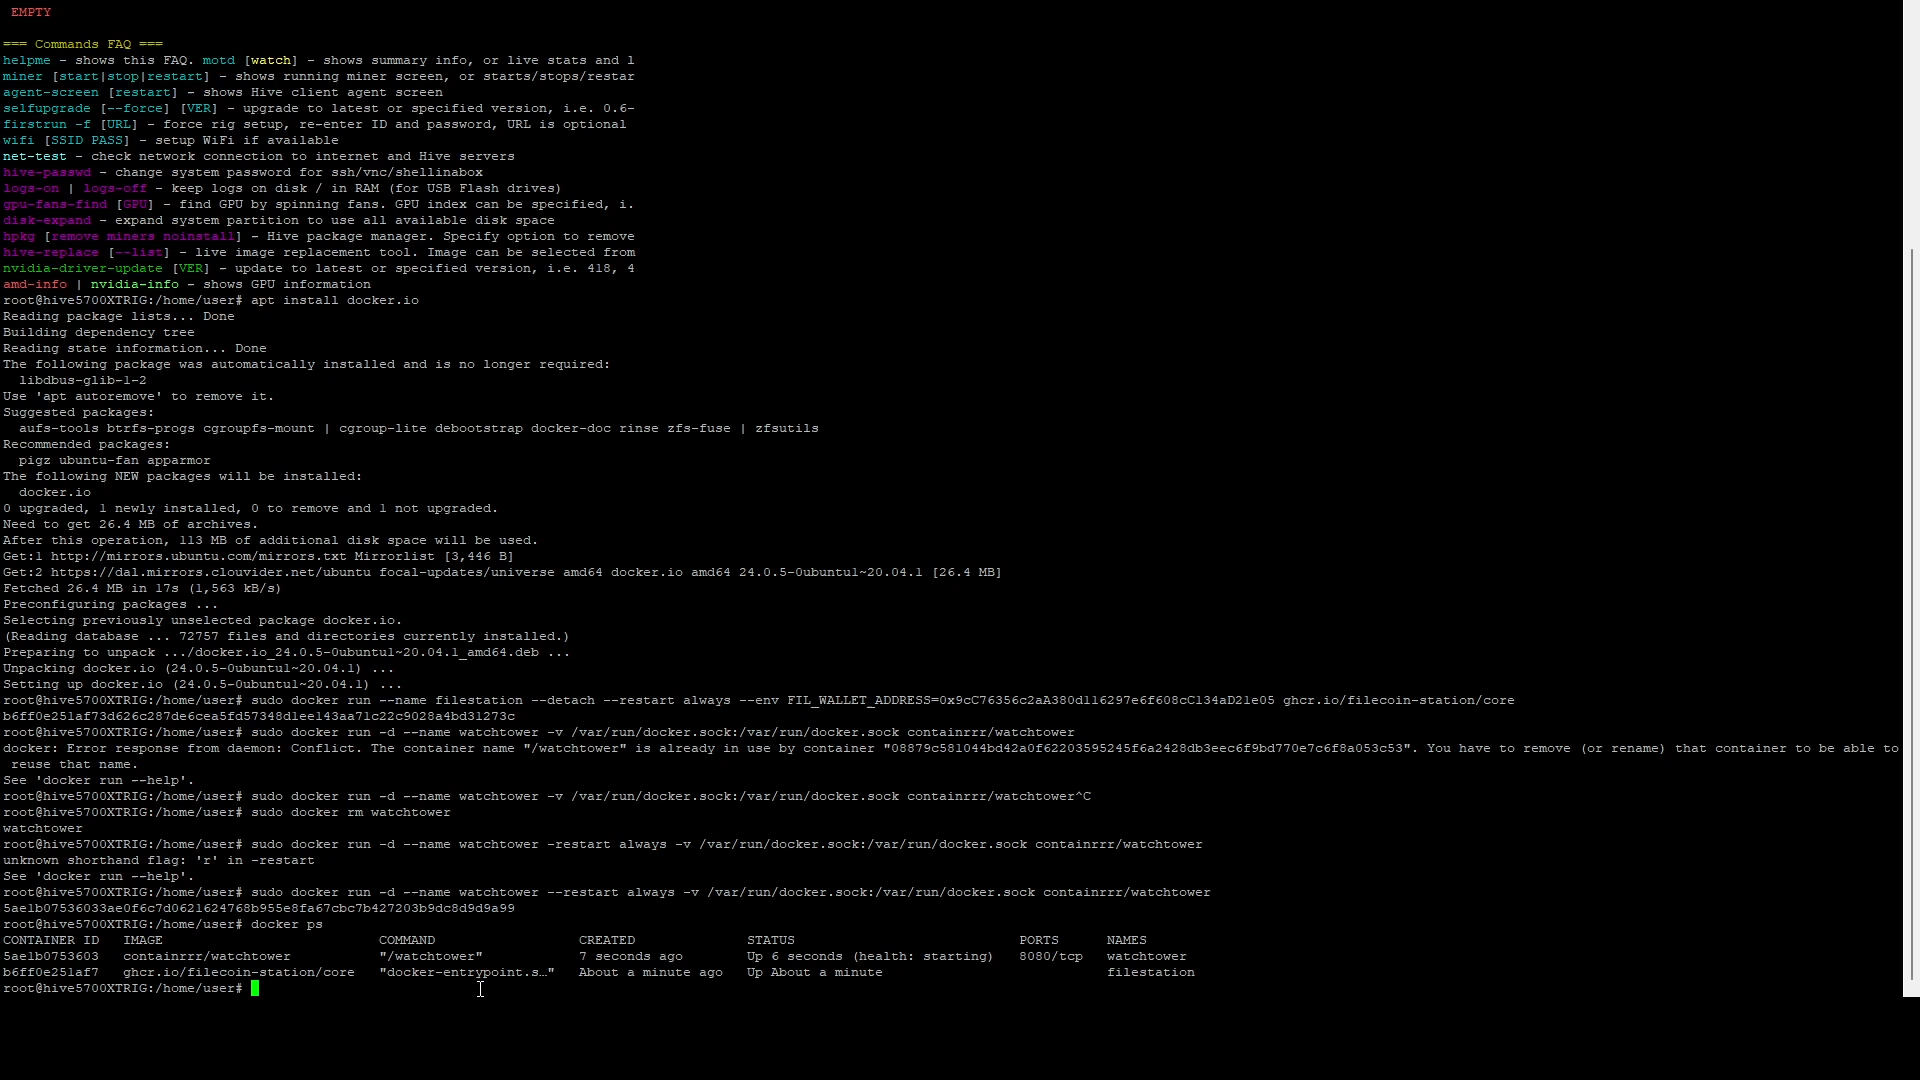 EMPTY
=== Commands FAQ ===
helpme - shows this FAQ. motd [watch] - shows summary info, or live stats and l
miner [start|stop|restart] - shows running miner screen, or starts/stops/restar
agent-screen [restart] - shows Hive client agent screen
selfupgrade [--force] [VER] - upgrade to latest or specified version, i.e. 0.6-
firstrun -f [URL] - force rig setup, re-enter ID and password, URL is optional
wifi [SSID PASS] - setup WiFi if available
net-test - check network connection to internet and Hive servers
hive-passwd - change system password for ssh/vnc/shellinabox
logs-on | logs-off - keep logs on disk / in RAM (for USB Flash drives)
gpu-fans-find [GPU] - find GPU by spinning fans. GPU index can be specified, i.
disk-expand - expand system partition to use all available disk space
hpkg [remove miners noinstall] - Hive package manager. Specify option to remove
hive-replace [--list] - live image replacement tool. Image can be selected from
nvidia-driver-update [VER] - update to latest or specified version, i.e. 418, 4
amd-info | nvidia-info - shows GPU information
root@hive5700XTRIG:/home/user# apt install docker.io
Reading package lists... Done
Building dependency tree
Reading state information... Done
The following package was automatically installed and is no longer required:
  libdbus-glib-1-2
Use 'apt autoremove' to remove it.
Suggested packages:
  aufs-tools btrfs-progs cgroupfs-mount | cgroup-lite debootstrap docker-doc rinse zfs-fuse | zfsutils
Recommended packages:
  pigz ubuntu-fan apparmor
The following NEW packages will be installed:
  docker.io
0 upgraded, 1 newly installed, 0 to remove and 1 not upgraded.
Need to get 26.4 MB of archives.
After this operation, 113 MB of additional disk space will be used.
Get:1 http://mirrors.ubuntu.com/mirrors.txt Mirrorlist [3,446 B]
Get:2 https://dal.mirrors.clouvider.net/ubuntu focal-updates/universe amd64 docker.io amd64 24.0.5-0ubuntu1~20.04.1 [26.4 MB]
Fetched 26.4 MB in 17s (1,563 kB/s)
Preconfiguring packages ...
Selecting previously unselected package docker.io.
(Reading database ... 72757 files and directories currently installed.)
Preparing to unpack .../docker.io_24.0.5-0ubuntu1~20.04.1_amd64.deb ...
Unpacking docker.io (24.0.5-0ubuntu1~20.04.1) ...
Setting up docker.io (24.0.5-0ubuntu1~20.04.1) ...
root@hive5700XTRIG:/home/user# sudo docker run --name filestation --detach --restart always --env FIL_WALLET_ADDRESS=0x9cC76356c2aA380d116297e6f608cC134aD21e05 ghcr.io/filecoin-station/core
b6ff0e251af73d626c287de6cea5fd57348d1ee143aa71c22c9028a4bd31273c
root@hive5700XTRIG:/home/user# sudo docker run -d --name watchtower -v /var/run/docker.sock:/var/run/docker.sock containrrr/watchtower
docker: Error response from daemon: Conflict. The container name "/watchtower" is already in use by container "08879c581044bd42a0f62203595245f6a2428db3eec6f9bd770e7c6f8a053c53". You have to remove (or rename) that container to be able to
 reuse that name.
See 'docker run --help'.
root@hive5700XTRIG:/home/user# sudo docker run -d --name watchtower -v /var/run/docker.sock:/var/run/docker.sock containrrr/watchtower^C
root@hive5700XTRIG:/home/user# sudo docker rm watchtower
watchtower
root@hive5700XTRIG:/home/user# sudo docker run -d --name watchtower -restart always -v /var/run/docker.sock:/var/run/docker.sock containrrr/watchtower
unknown shorthand flag: 'r' in -restart
See 'docker run --help'.
root@hive5700XTRIG:/home/user# sudo docker run -d --name watchtower --restart always -v /var/run/docker.sock:/var/run/docker.sock containrrr/watchtower
5ae1b07536033ae0f6c7d0621624768b955e8fa67cbc7b427203b9dc8d9d9a99
root@hive5700XTRIG:/home/user# docker ps
CONTAINER ID   IMAGE                           COMMAND                  CREATED              STATUS                             PORTS      NAMES
5ae1b0753603   containrrr/watchtower           "/watchtower"            7 seconds ago        Up 6 seconds (health: starting)    8080/tcp   watchtower
b6ff0e251af7   ghcr.io/filecoin-station/core   "docker-entrypoint.s…"   About a minute ago   Up About a minute                             filestation
root@hive5700XTRIG:/home/user#